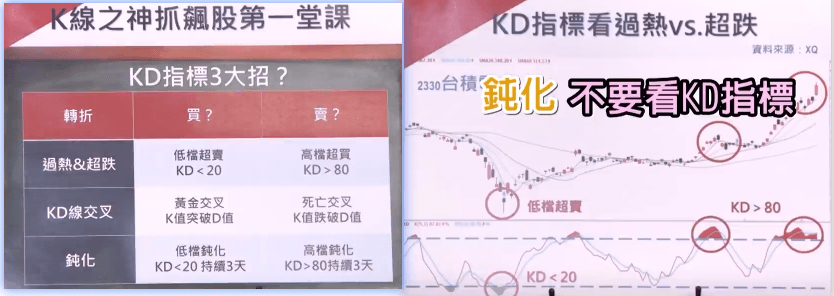 K線之神抓飆股第一堂課
KD指標3大招？
轉折
買？
賣？
過熱&超跌
低檔超賣
KD<20
高檔超買
KD>80
KD線交叉
黃金交叉
K值突破D值
死亡交叉
K值跌破D值
鈍化
低檔鈍化
KD<20 持續3天
高檔鈍化
KD>80持續3天
KD指標看過熱vs.超跌
資料來源：XQ
2330台積
鈍化 不要看KD指標
低檔超賣
KD>80
KD<20